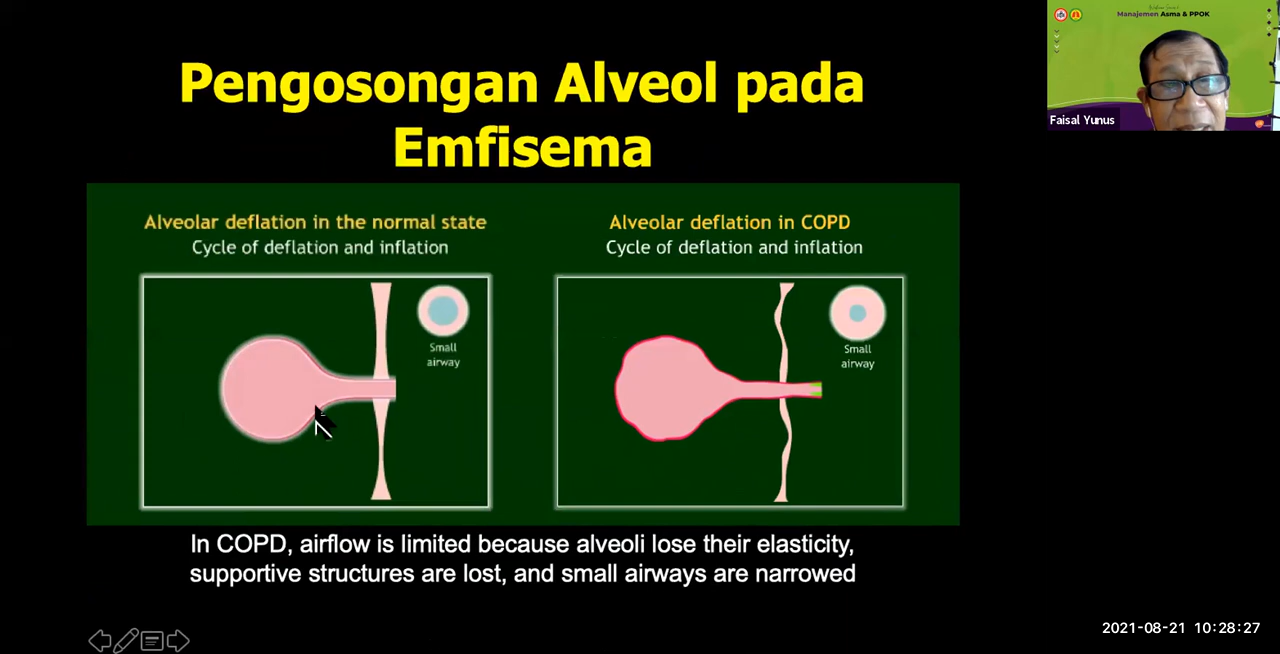 Pengosongan Alveol pada
Emfisema
Alveolar deflation in the normal state
Cycle of deflation and inflation
Small
airway
Alveolar deflation in COPD
Cycle of deflation and inflation
Small
airway
In COPD, airflow is limited because alveoli lose their elasticity,
supportive structures are lost, and small airways are narrowed
Manajemen Asma & PPOK
Faisal Yunus
2021-08-21 10:28:27